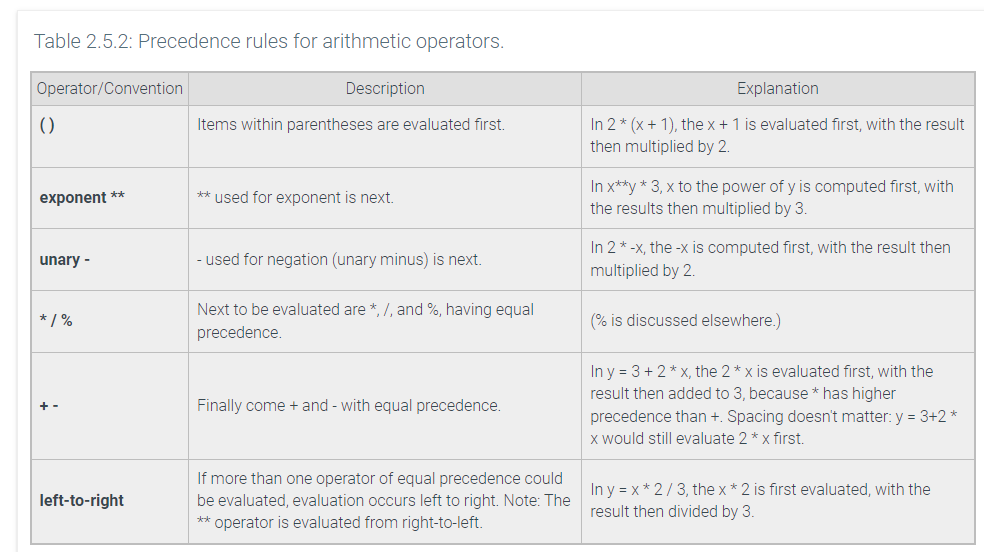 Table 2.5.2: Precedence rules for arithmetic operators.
Operator/Convention
Description
Explanation
( )
Items within parentheses are evaluated first.
In 2 * (x + 1), the x + 1 is evaluated first, with the result
then multiplied by 2.
exponent **
** used for exponent is next.
In x**y * 3, x to the power of y is computed first, with
the results then multiplied by 3.
unary -
- used for negation (unary minus) is next.
In 2 * -x, the -x is computed first, with the result then
multiplied by 2.
* / %
Next to be evaluated are *, /, and %, having equal
precedence.
(% is discussed elsewhere.)
+ -
Finally come + and - with equal precedence.
In y = 3 + 2 * x, the 2 * x is evaluated first, with the
result then added to 3, because * has higher
precedence than +. Spacing doesn't matter: y = 3+2 *
x would still evaluate 2 * x first.
left-to-right
If more than one operator of equal precedence could
be evaluated, evaluation occurs left to right. Note: The
** operator is evaluated from right-to-left.
In y = x * 2 / 3, the x * 2 is first evaluated, with the
result then divided by 3.